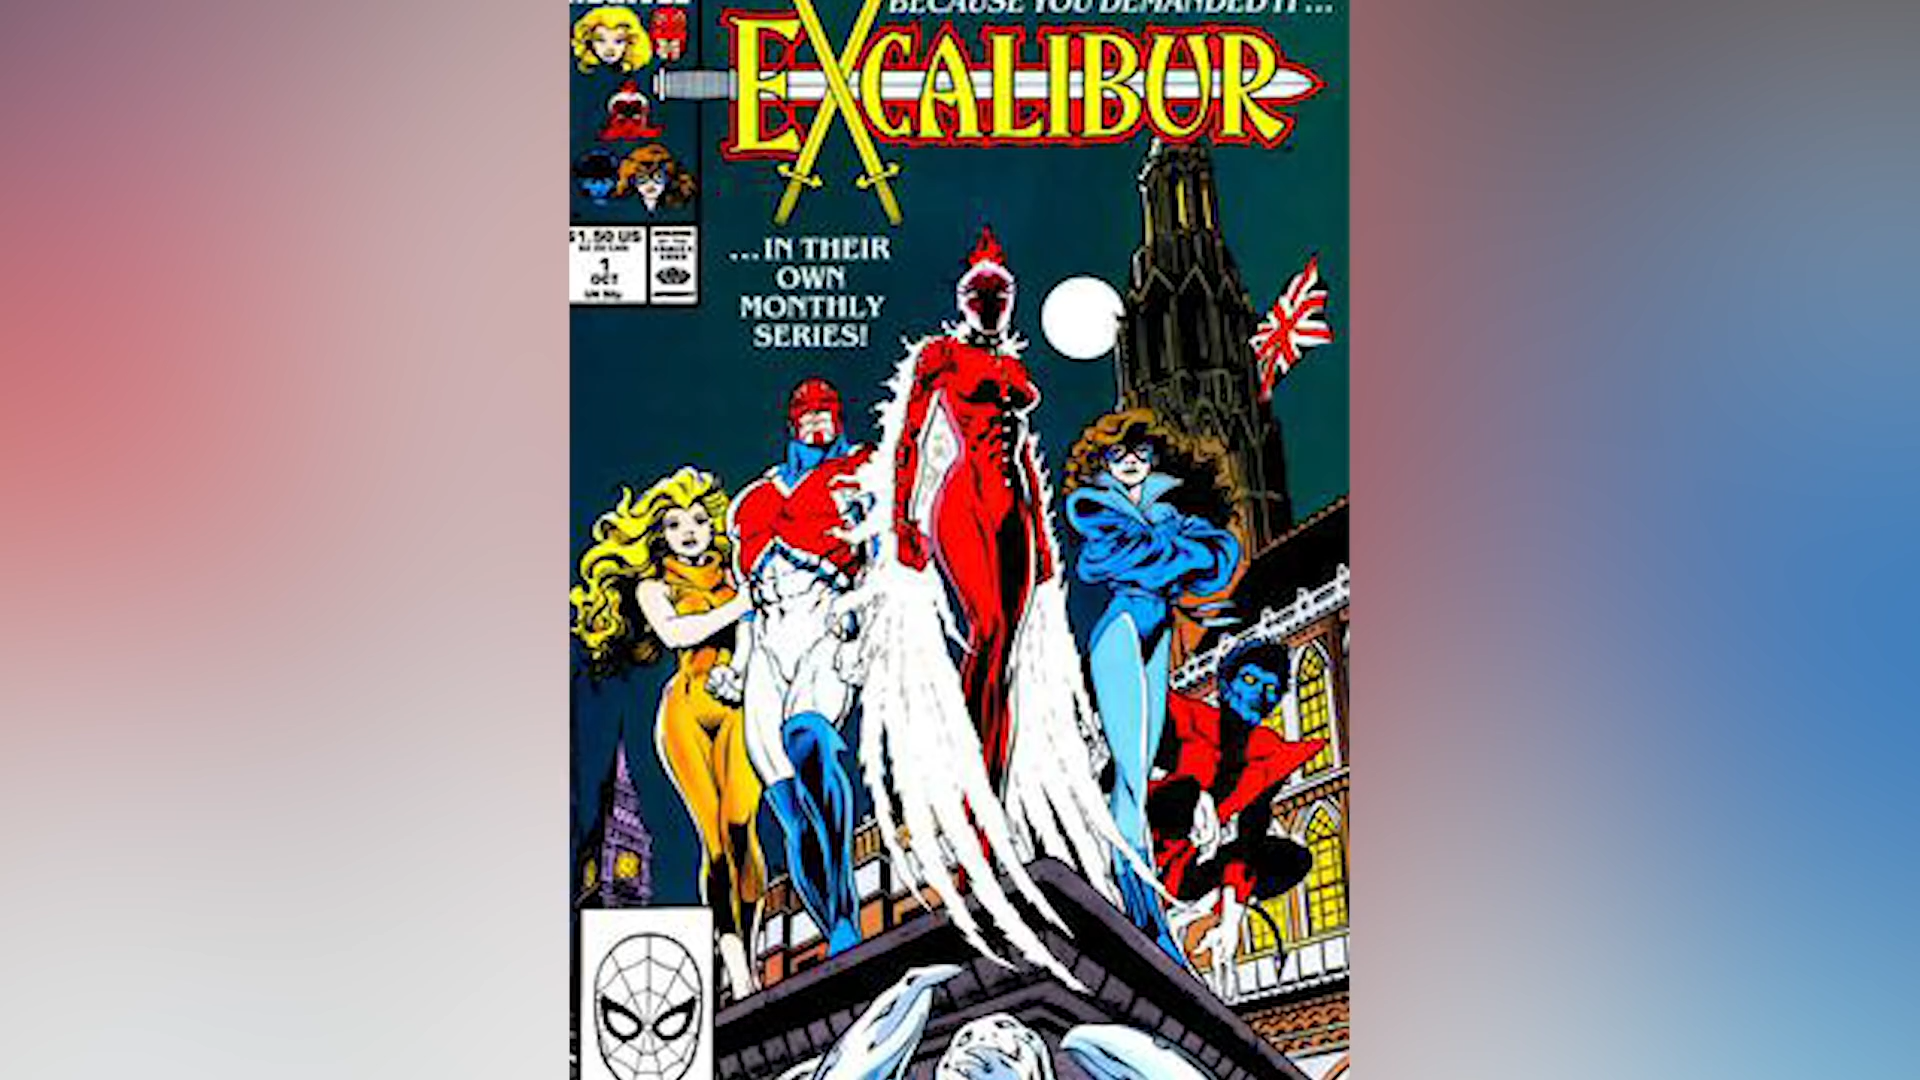 BECAUSE YOU DEMANDED IT...
EXCALIBUR
...IN THEIR
OWN
MONTHLY
SERIES!
$1.50 US
1
OCT